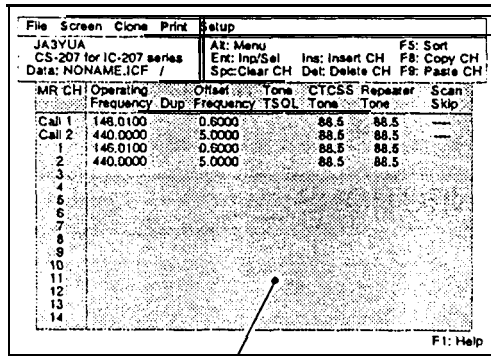 File Screen Clone Print Setup
JA3YUA Alt: Menu F5: Sort
CS-207 for IC-207 series Ent: Inp/Sel Ins: Insert CH F8: Copy CH
Data: NONAME.ICF / Spc:Clear CH Del: Delete CH F9: Paste CH
MR CH Operating Offset Tone CTCSS Repeater Scan
Frequency Dup Frequency TSQL Tone Tone Skip
Call 1 146.0100 0.6000 88.5 88.5 —
Call 2 440.0000 5.0000 88.5 88.5 —
1 146.0100 0.6000 88.5 88.5
2 440.0000 5.0000 88.5 88.5
3
4
5
6
7
8
9
10
11
12
13
14
F1: Help